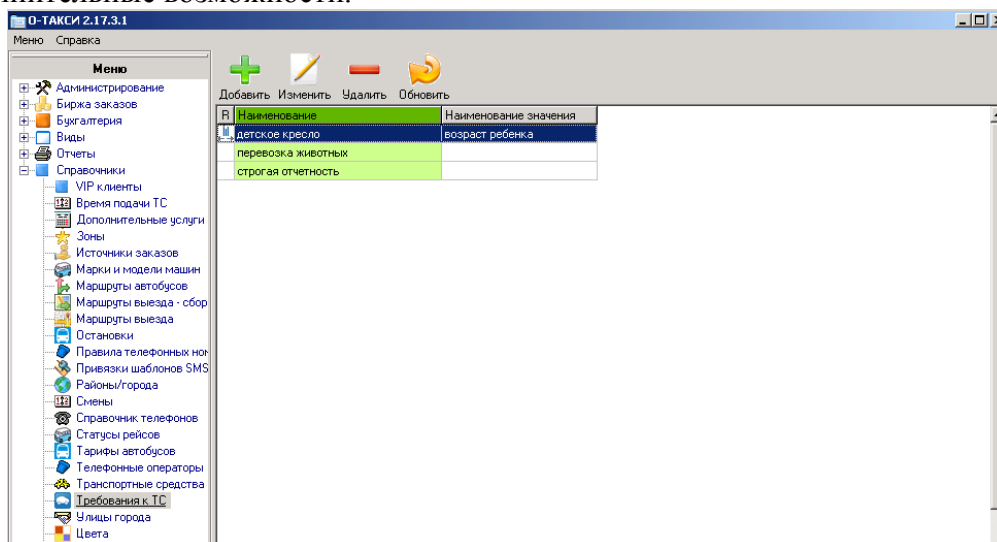 О-ТАКСИ 2.17.3.1
Меню Справка
Меню
Администрирование
Биржа заказов
Бухгалтерия
Виды
Отчеты
Справочники
VIP клиенты
Время подачи ТС
Дополнительные услуги
Зоны
Источники заказов
Марки и модели машин
Маршруты автобусов
Маршруты выезда - сбор
Маршруты выезда
Остановки
Правила телефонных ном
Привязки шаблонов SMS
Районы/города
Смены
Справочник телефонов
Статусы рейсов
Тарифы автобусов
Телефонные операторы
Транспортные средства
Требования к ТС
Улицы города
Цвета
Добавить Изменить Удалить Обновить
R Наименование Наименование значения
детское кресло возраст ребенка
перевозка животных
строгая отчетность